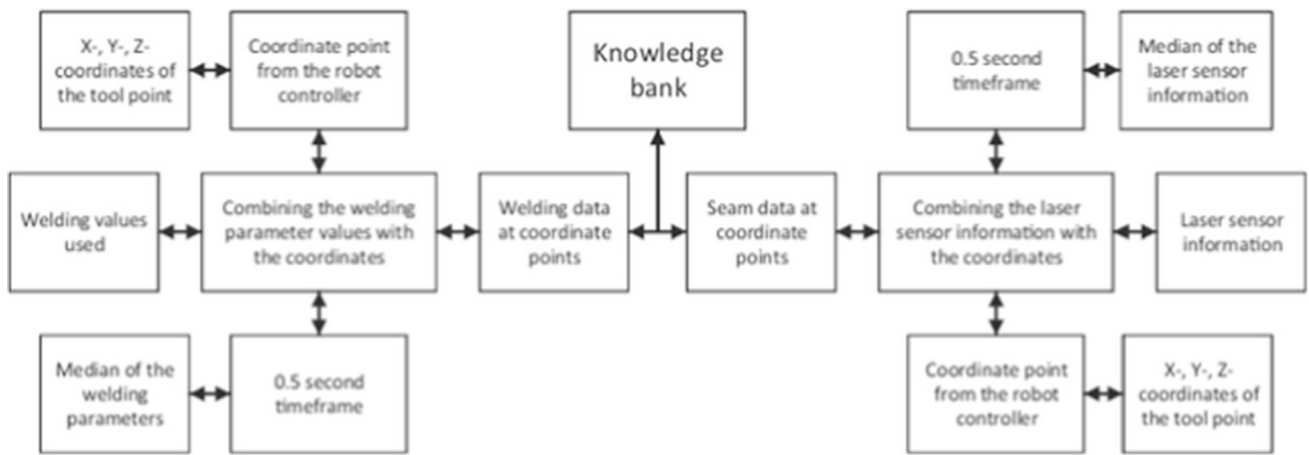 X-, Y-, Z-
coordinates of
the tool point
Coordinate point
from the robot
controller
Knowledge
bank
0.5 second
timeframe
Median of the
laser sensor
information
Welding values
used
Combining the welding
parameter values with
the coordinates
Welding data
at coordinate
points
Seam data at
coordinate
points
Combining the laser
sensor information with
the coordinates
Laser sensor
information
Median of the
welding
parameters
0.5 second
timeframe
Coordinate point
from the robot
controller
X-, Y-, Z-
coordinates of
the tool point